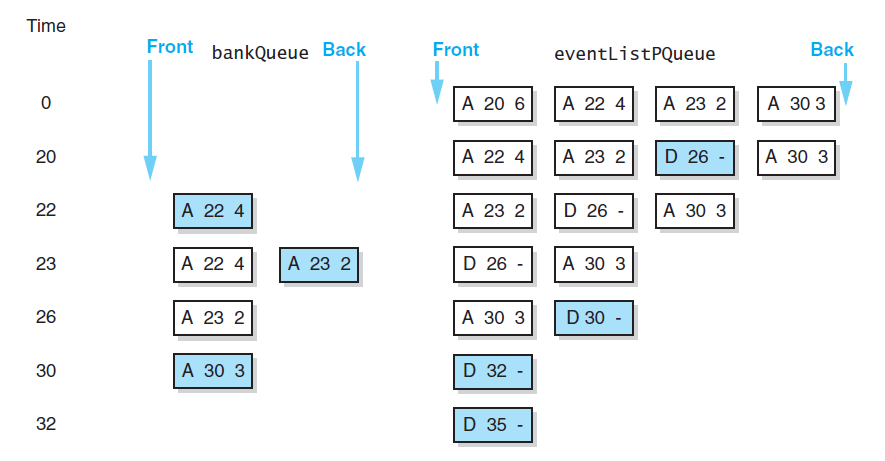 Time
Front bankQueue Back Front eventListPQueue Back
0 A 20 6 A 22 4 A 23 2 A 30 3
20 A 22 4 A 23 2 D 26 - A 30 3
22 A 22 4 A 23 2 D 26 - A 30 3
23 A 22 4 A 23 2 D 26 - A 30 3
26 A 23 2 A 30 3 D 30 -
30 A 30 3 D 32 -
32 D 35 -